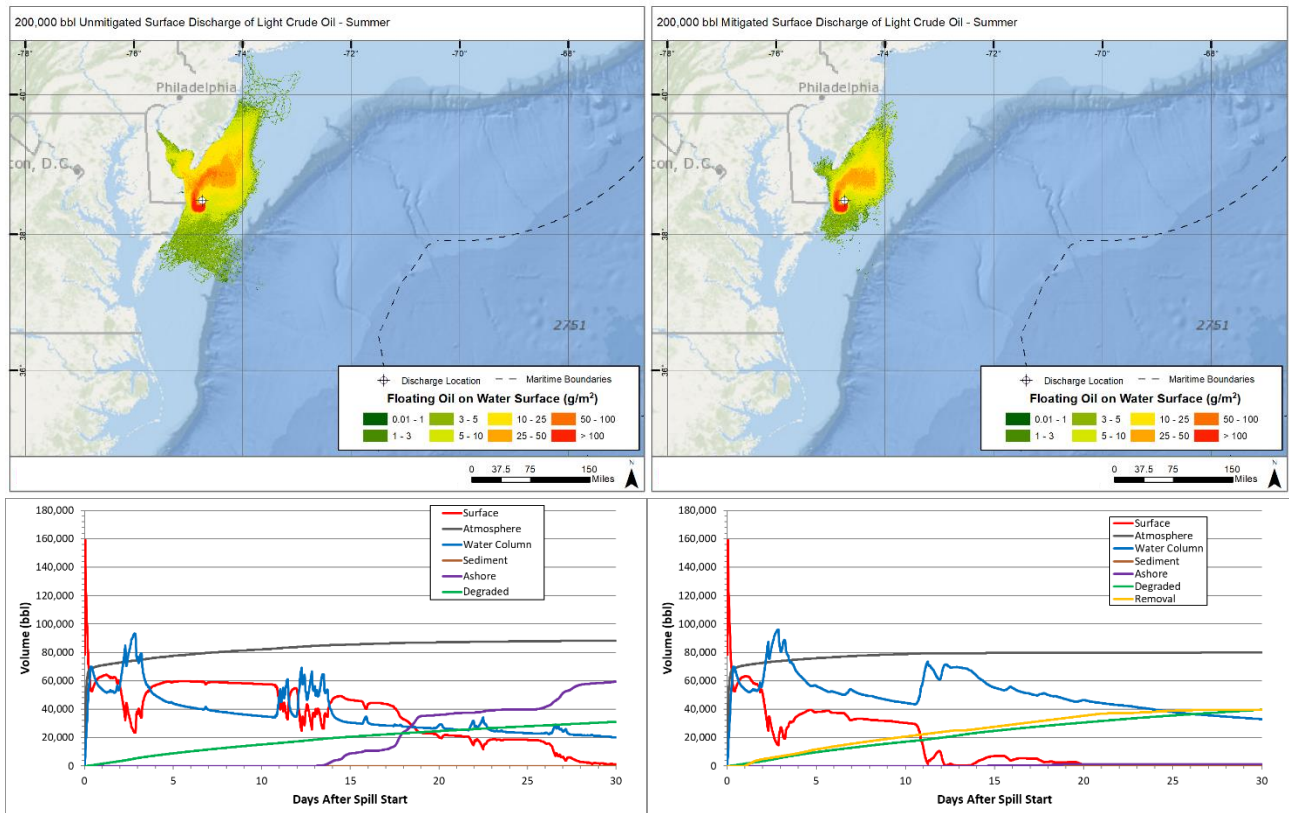 200,000 bbl Unmitigated Surface Discharge of Light Crude Oil - Summer
-78° -76° -74° -72° -70° -68°
Philadelphia
40°
con, D.C.
38°
36°
2751
Discharge Location Maritime Boundaries
Floating Oil on Water Surface (g/m²)
0.01 - 1 3 - 5 10 - 25 50 - 100
1 - 3 5 - 10 25 - 50 > 100
0 37.5 75 150
Miles
N
200,000 bbl Mitigated Surface Discharge of Light Crude Oil - Summer
-78° -76° -74° -72° -70° -68°
Philadelphia
40°
ton, D.C.
38°
36°
2751
Discharge Location Maritime Boundaries
Floating Oil on Water Surface (g/m²)
0.01 - 1 3 - 5 10 - 25 50 - 100
1 - 3 5 - 10 25 - 50 > 100
0 37.5 75 150
Miles
N
180,000
160,000
140,000
120,000
100,000
80,000
60,000
40,000
20,000
0
Volume (bbl)
Surface
Atmosphere
Water Column
Sediment
Ashore
Degraded
0 5 10 15 20 25 30
Days After Spill Start
180,000
160,000
140,000
120,000
100,000
80,000
60,000
40,000
20,000
0
Volume (bbl)
Surface
Atmosphere
Water Column
Sediment
Ashore
Degraded
Removal
0 5 10 15 20 25 30
Days After Spill Start